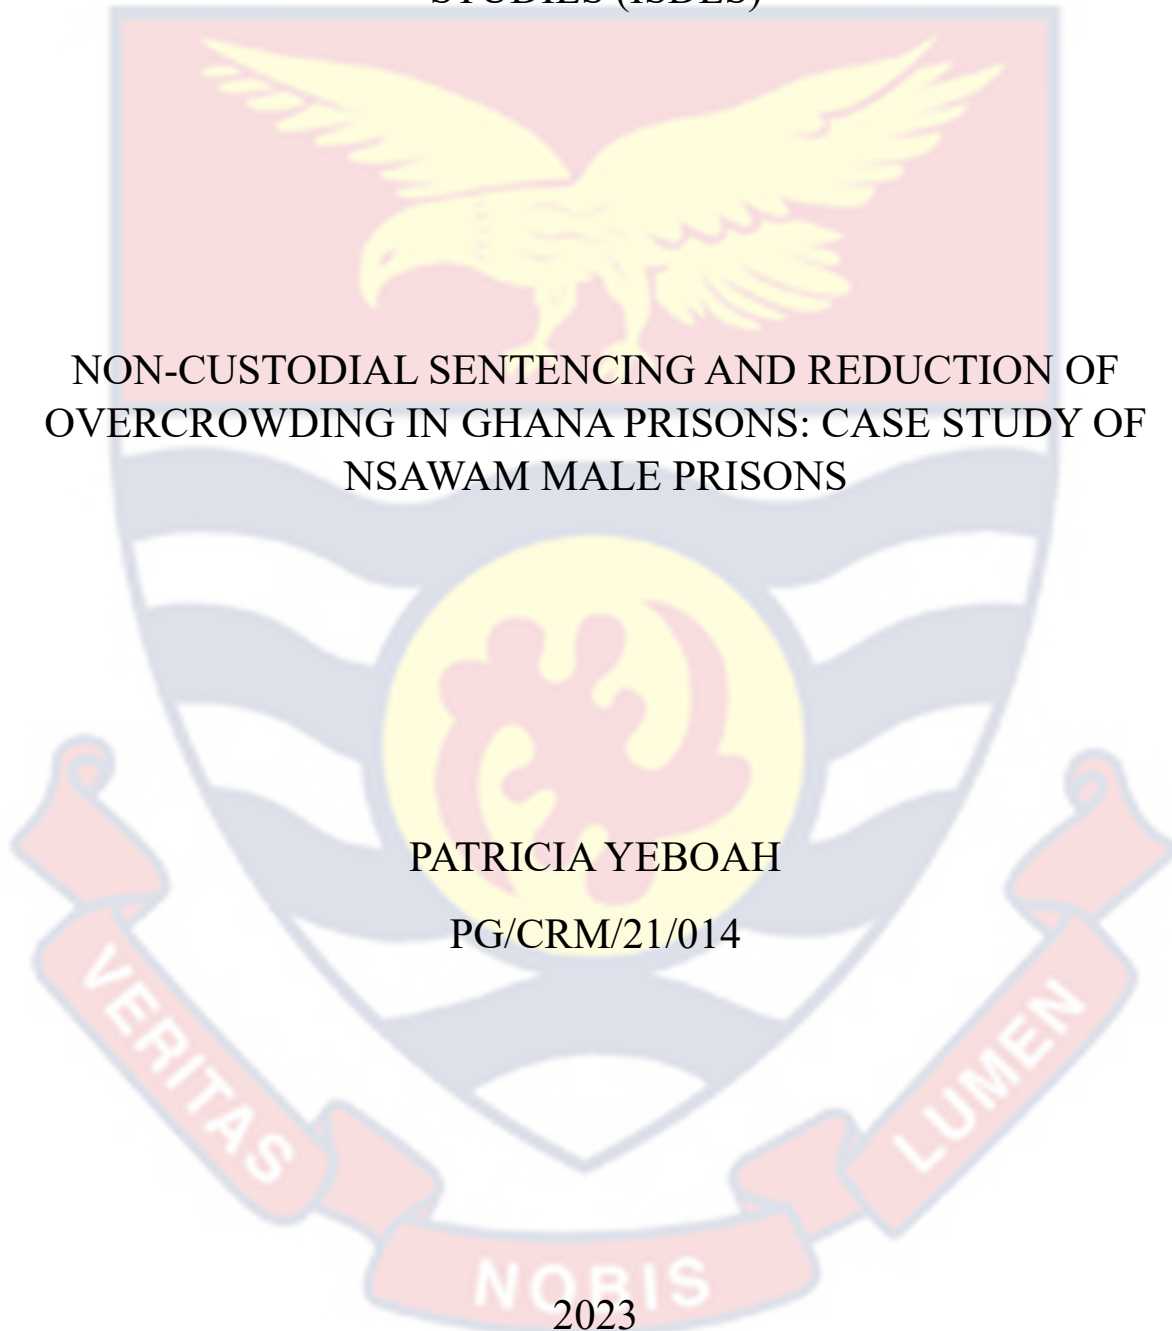 STUDIES (ISDES)
NON-CUSTODIAL SENTENCING AND REDUCTION OF
OVERCROWDING IN GHANA PRISONS: CASE STUDY OF
NSAWAM MALE PRISONS
PATRICIA YEBOAH
PG/CRM/21/014
VERITAS
NOBIS
LUMEN
2023